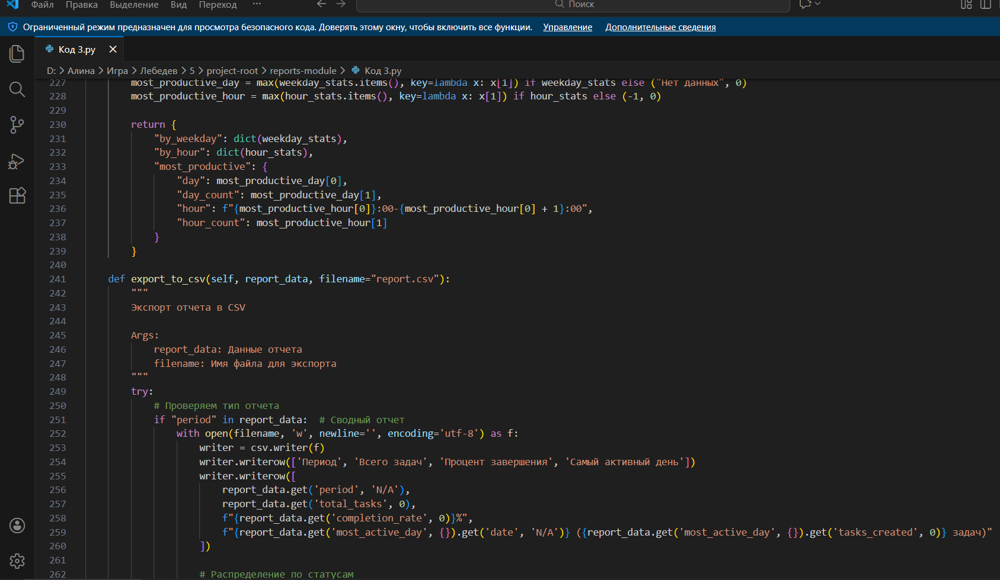 Файл Правка Выделение Вид Переход ··· Поиск
Ограниченный режим предназначен для просмотра безопасного кода. Доверять этому окну, чтобы включить все функции. Управление Дополнительные сведения
Код 3.py
D: > Алина > Игра > Лебедев > 5 > project-root > reports-module > Код 3.py
227 most_productive_day = max(weekday_stats.items(), key=lambda x: x[1]) if weekday_stats else ("Нет данных", 0)
228 most_productive_hour = max(hour_stats.items(), key=lambda x: x[1]) if hour_stats else (-1, 0)
229
230 return {
231 "by_weekday": dict(weekday_stats),
232 "by_hour": dict(hour_stats),
233 "most_productive": {
234 "day": most_productive_day[0],
235 "day_count": most_productive_day[1],
236 "hour": f"{most_productive_hour[0]}:00-{most_productive_hour[0] + 1}:00",
237 "hour_count": most_productive_hour[1]
238 }
239 }
240
241 def export_to_csv(self, report_data, filename="report.csv"):
242 """
243 Экспорт отчета в CSV
244
245 Args:
246 report_data: Данные отчета
247 filename: Имя файла для экспорта
248 """
249 try:
250 # Проверяем тип отчета
251 if "period" in report_data: # Сводный отчет
252 with open(filename, 'w', newline='', encoding='utf-8') as f:
253 writer = csv.writer(f)
254 writer.writerow(['Период', 'Всего задач', 'Процент завершения', 'Самый активный день'])
255 writer.writerow([
256 report_data.get('period', 'N/A'),
257 report_data.get('total_tasks', 0),
258 f"{report_data.get('completion_rate', 0)}%",
259 f"{report_data.get('most_active_day', {}).get('date', 'N/A')} ({report_data.get('most_active_day', {}).get('tasks_created', 0)} задач)"
260 ])
261
262 # Распределение по статусам